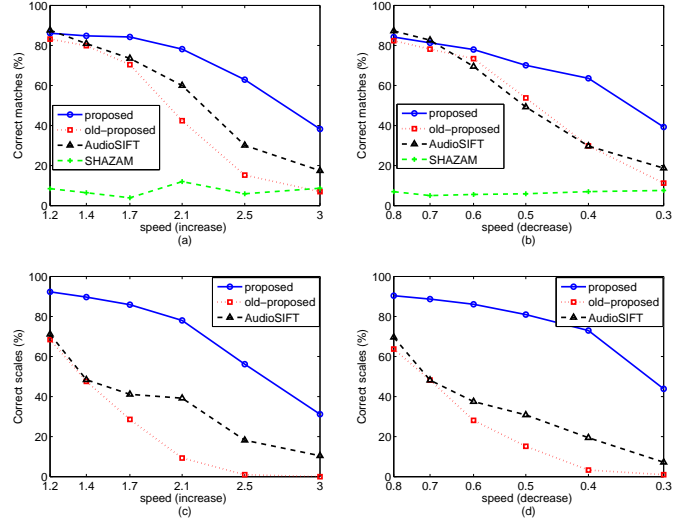 100
80
60
40
20
0
Correct matches (%)
proposed
old-proposed
AudioSIFT
SHAZAM
1.2 1.4 1.7 2.1 2.5 3
speed (increase)
(a)
100
80
60
40
20
0
Correct matches (%)
proposed
old-proposed
AudioSIFT
SHAZAM
0.8 0.7 0.6 0.5 0.4 0.3
speed (decrease)
(b)
100
80
60
40
20
0
Correct scales (%)
proposed
old-proposed
AudioSIFT
1.2 1.4 1.7 2.1 2.5 3
speed (increase)
(c)
100
80
60
40
20
0
Correct scales (%)
proposed
old-proposed
AudioSIFT
0.8 0.7 0.6 0.5 0.4 0.3
speed (decrease)
(d)